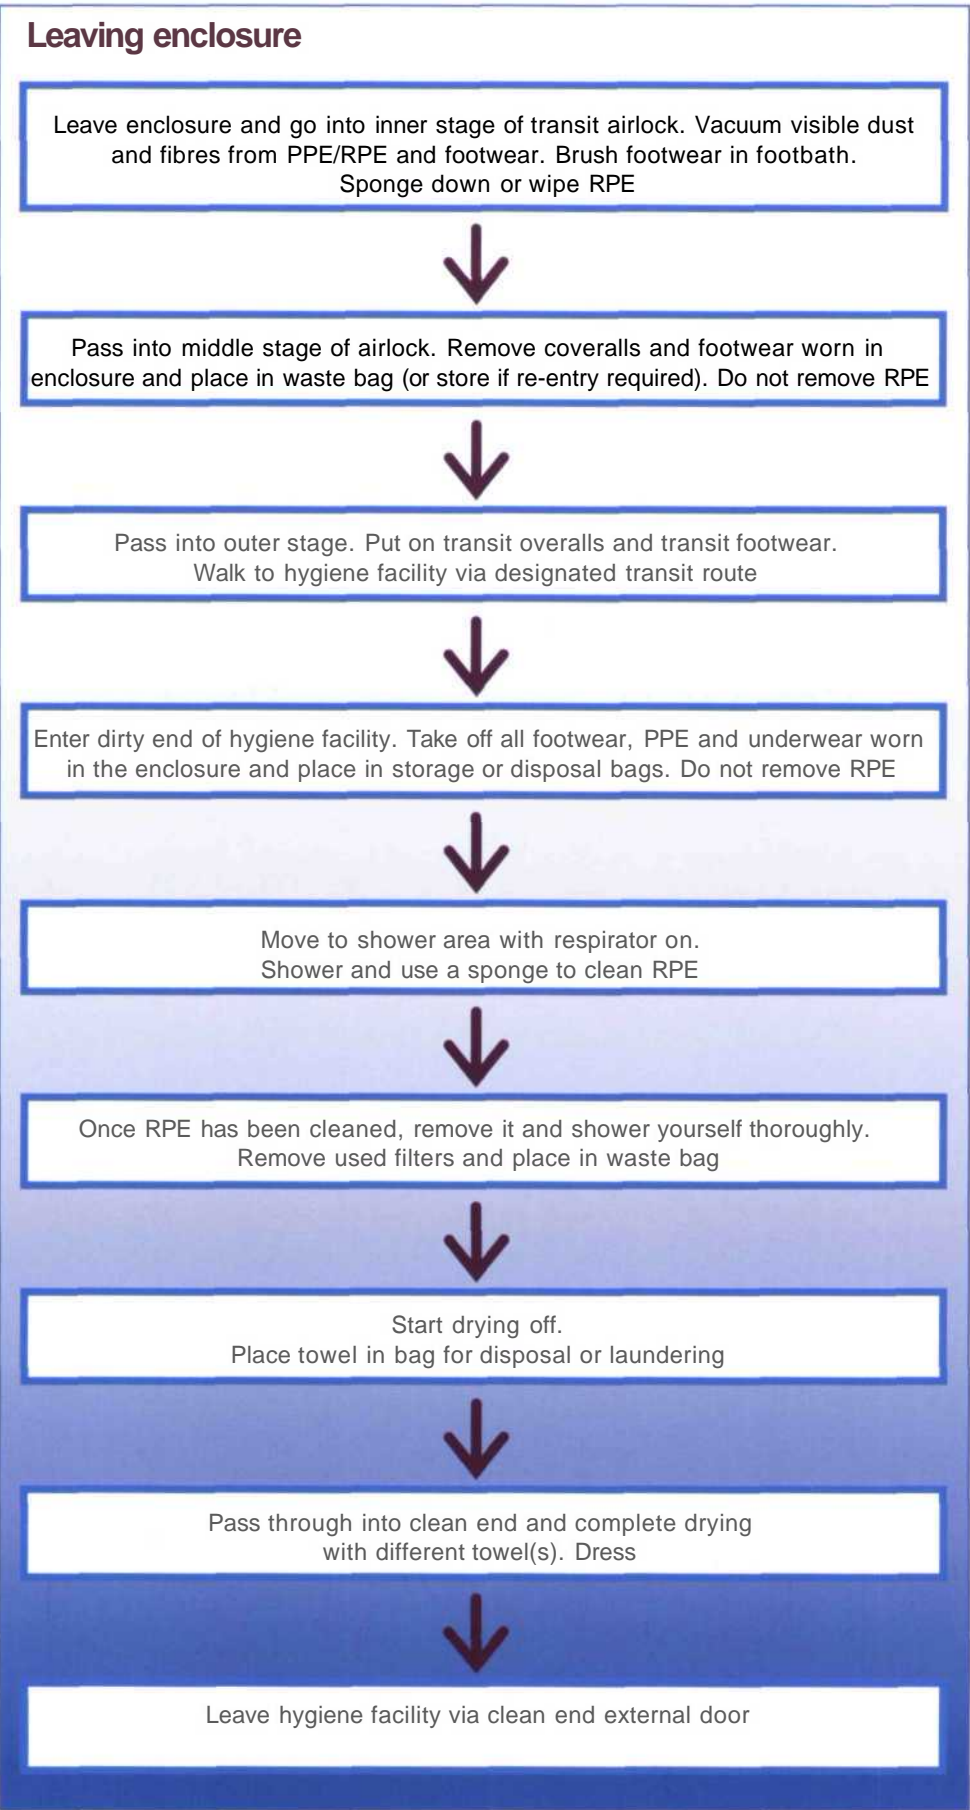 Leaving enclosure
Leave enclosure and go into inner stage of transit airlock. Vacuum visible dust
and fibres from PPE/RPE and footwear. Brush footwear in footbath.
Sponge down or wipe RPE
Pass into middle stage of airlock. Remove coveralls and footwear worn in
enclosure and place in waste bag (or store if re-entry required). Do not remove RPE
Pass into outer stage. Put on transit overalls and transit footwear.
Walk to hygiene facility via designated transit route
Enter dirty end of hygiene facility. Take off all footwear, PPE and underwear worn
in the enclosure and place in storage or disposal bags. Do not remove RPE
Move to shower area with respirator on.
Shower and use a sponge to clean RPE
Once RPE has been cleaned, remove it and shower yourself thoroughly.
Remove used filters and place in waste bag
Start drying off.
Place towel in bag for disposal or laundering
Pass through into clean end and complete drying
with different towel(s). Dress
Leave hygiene facility via clean end external door